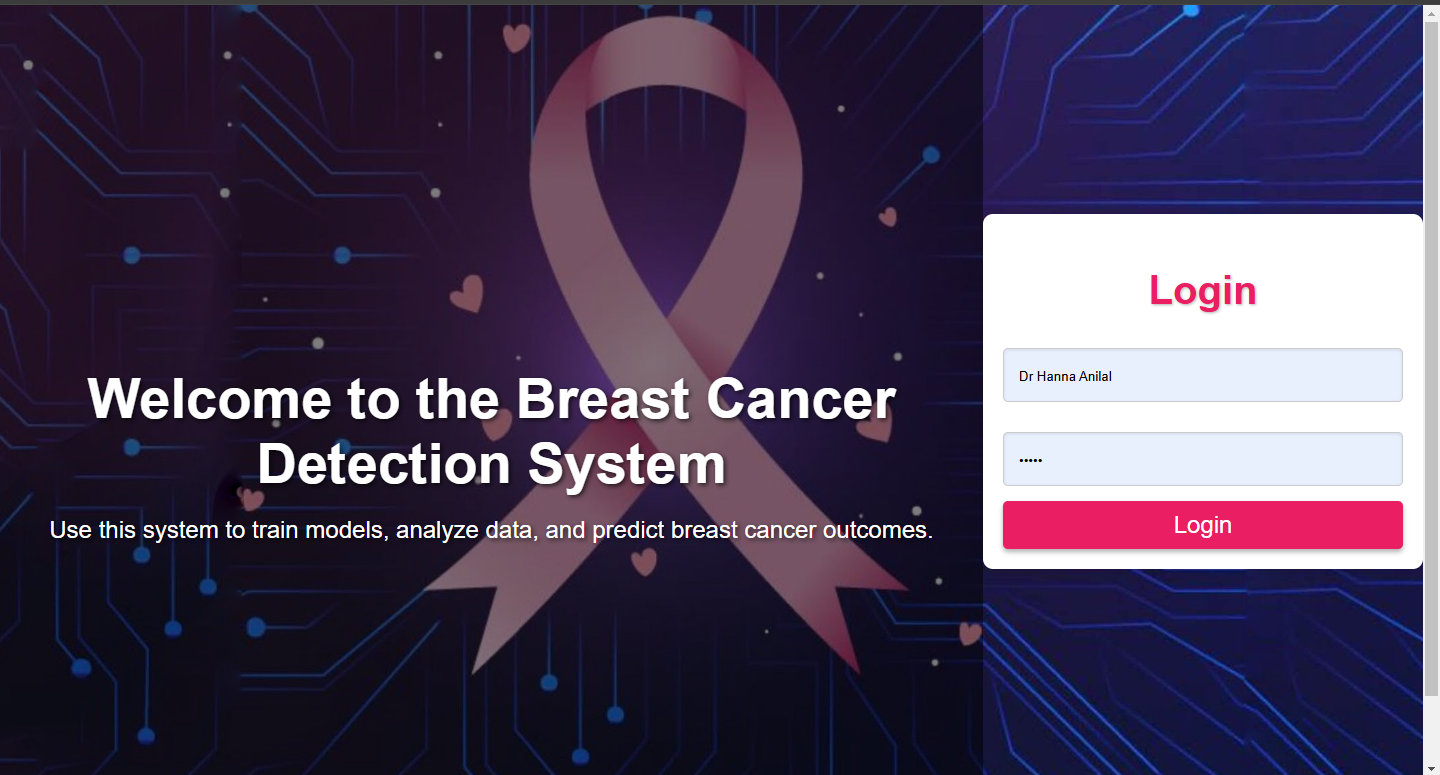 Welcome to the Breast Cancer
Detection System
Use this system to train models, analyze data, and predict breast cancer outcomes.
Login
Dr Hanna Anilal
•••••
Login